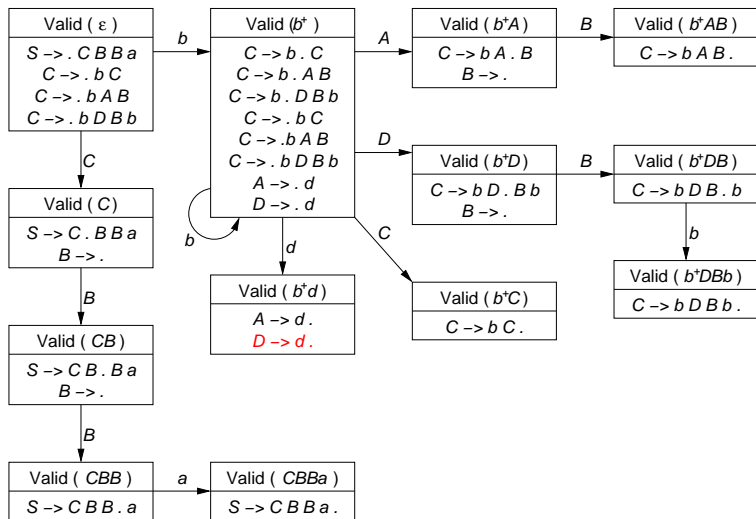 Valid ( ε )
S −> . C B B a
C −> . b C
C −> . b A B
C −> . b D B b
b
Valid (b⁺)
C −> b . C
C −> b . A B
C −> b . D B b
C −> . b C
C −> . b A B
C −> . b D B b
A −> . d
D −> . d
A
Valid ( b⁺A )
C −> b A . B
B −> .
B
Valid ( b⁺AB )
C −> b A B .
C
D
Valid ( b⁺D )
C −> b D . B b
B −> .
B
Valid ( b⁺DB )
C −> b D B . b
Valid ( C )
S −> C . B B a
B −> .
b
d
C
b
Valid ( b⁺d )
A −> d .
D −> d .
Valid ( b⁺C )
C −> b C .
Valid ( b⁺DBb )
C −> b D B b .
B
Valid ( CB )
S −> C B . B a
B −> .
B
Valid ( CBB )
S −> C B B . a
a
Valid ( CBBa )
S −> C B B a .